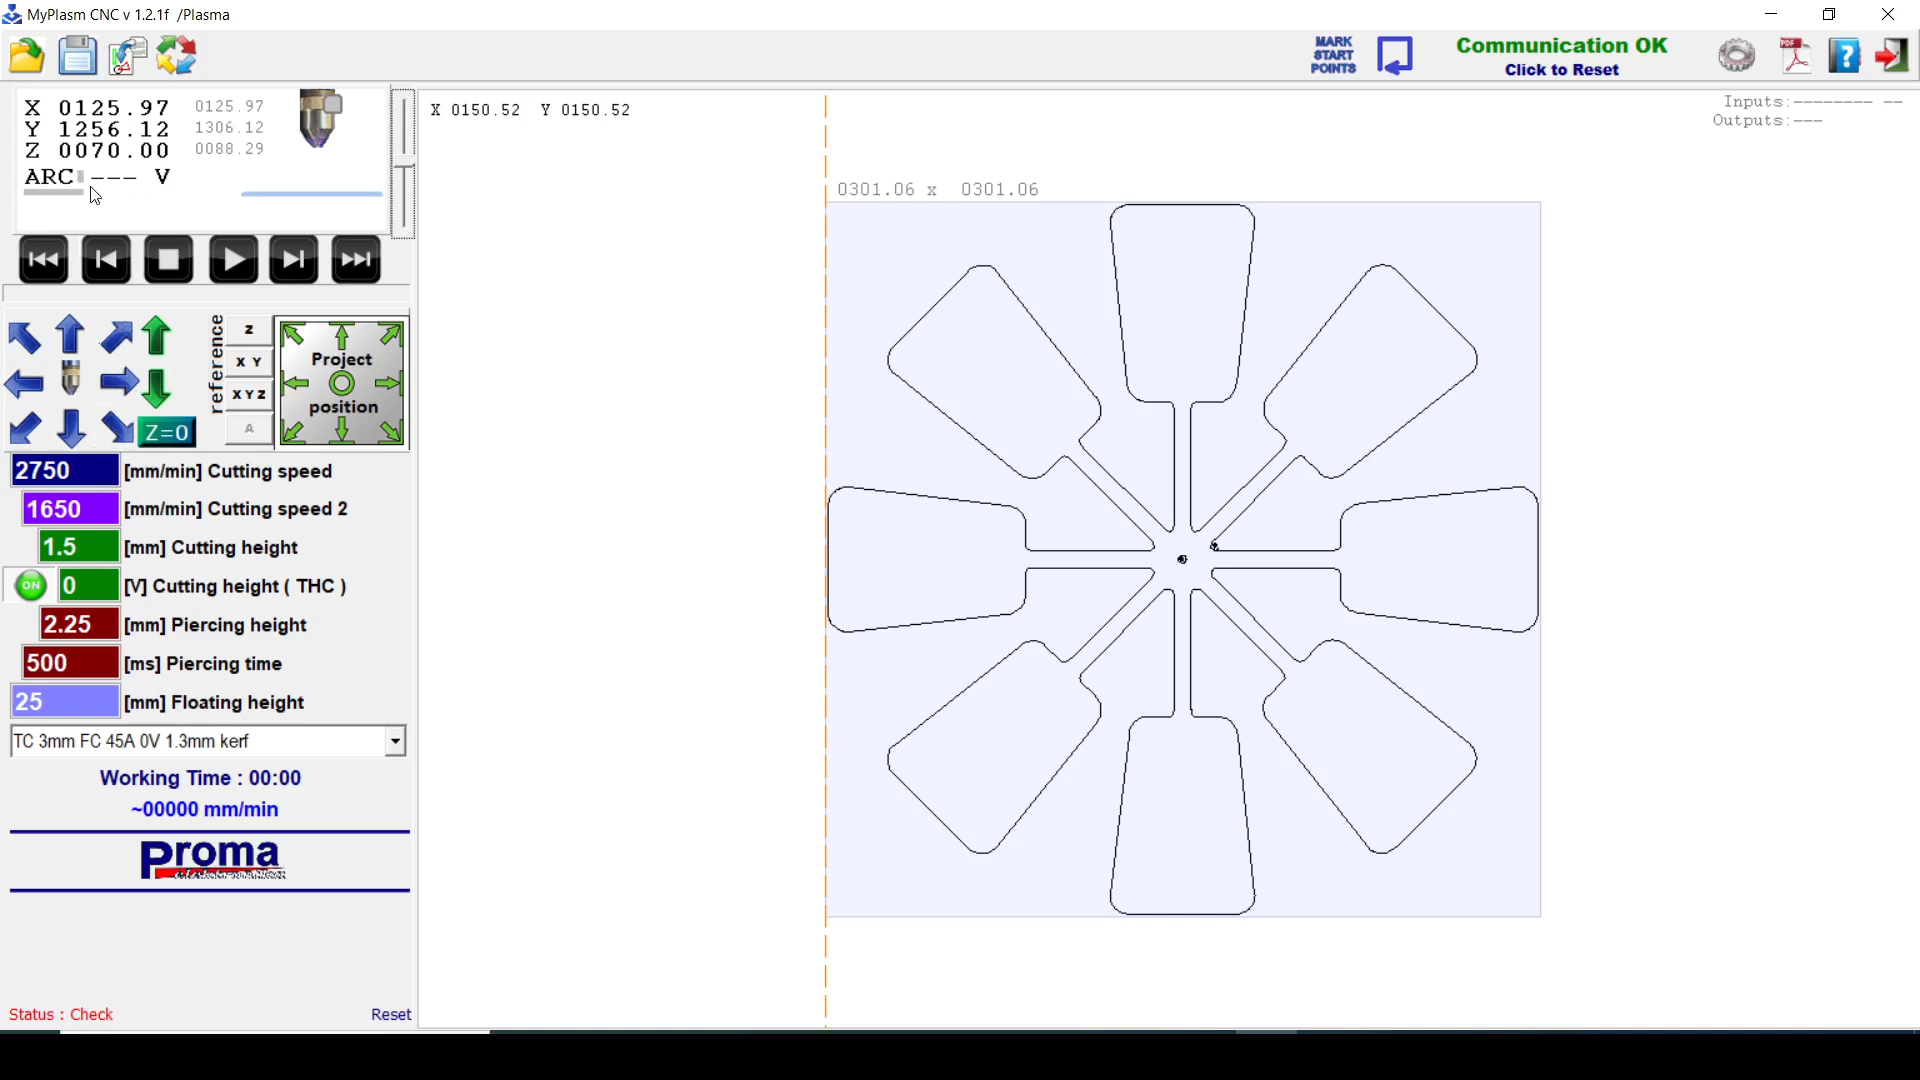 MyPlasm CNC v 1.2.1f /Plasma
MARK START POINTS
Communication OK
Click to Reset
PDF
?
X 0125.97 0125.97
Y 1256.12 1306.12
Z 0070.00 0088.29
ARC --- V
X 0150.52 Y 0150.52
Inputs:-------- --
Outputs:---
0301.06 x 0301.06
reference
Z
X Y
X Y Z
A
Project position
Z=0
2750 [mm/min] Cutting speed
1650 [mm/min] Cutting speed 2
1.5 [mm] Cutting height
ON 0 [V] Cutting height ( THC )
2.25 [mm] Piercing height
500 [ms] Piercing time
25 [mm] Floating height
TC 3mm FC 45A 0V 1.3mm kerf
Working Time : 00:00
~00000 mm/min
Proma
Status : Check Reset